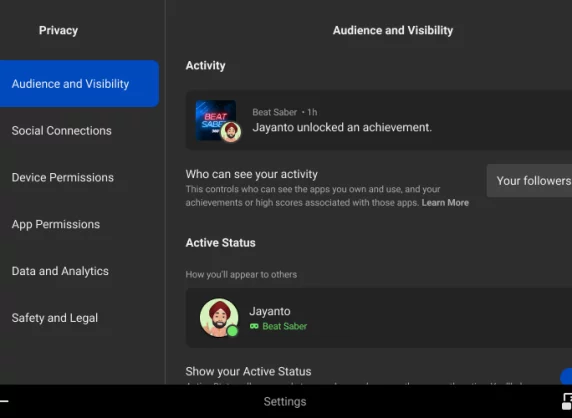 Privacy
Audience and Visibility
Audience and Visibility
Social Connections
Device Permissions
App Permissions
Data and Analytics
Safety and Legal
Activity
BEAT
SABER
Beat Saber • 1h
Jayanto unlocked an achievement.
Who can see your activity
This controls who can see the apps you own and use, and your
achievements or high scores associated with those apps. Learn More
Your followers
Active Status
How you'll appear to others
Jayanto
Beat Saber
Show your Active Status
Settings